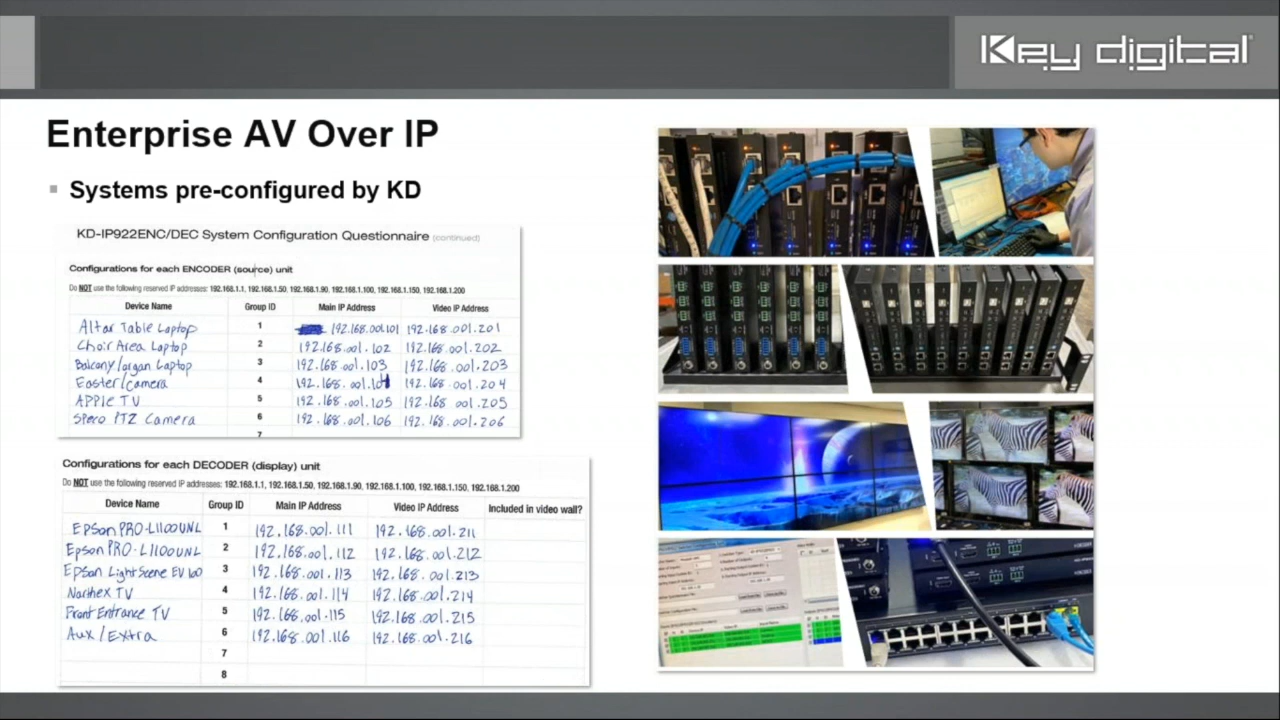 Key digital
Enterprise AV Over IP
Systems pre-configured by KD
KD-IP922ENC/DEC System Configuration Questionnaire (continued)
Configurations for each ENCODER (source) unit
Do NOT use the following reserved IP addresses: 192.168.1.1, 192.168.1.50, 192.168.1.90, 192.168.1.100, 192.168.1.150, 192.168.1.200
Device Name Group ID Main IP Address Video IP Address
Altar Table Laptop 1 192.168.001.101 192.168.001.201
Choir Area Laptop 2 192.168.001.102 192.168.001.202
Balcony/organ Laptop 3 192.168.001.103 192.168.001.203
Easter/camera 4 192.168.001.104 192.168.001.204
APPLE TV 5 192.168.001.105 192.168.001.205
Spero PTZ Camera 6 192.168.001.106 192.168.001.206
7
Configurations for each DECODER (display) unit
Do NOT use the following reserved IP addresses: 192.168.1.1, 192.168.1.50, 192.168.1.90, 192.168.1.100, 192.168.1.150, 192.168.1.200
Device Name Group ID Main IP Address Video IP Address Included in video wall?
Epson PRO-L1100UNL 1 192.168.001.111 192.168.001.211
Epson PRO-L1100UNL 2 192.168.001.112 192.168.001.212
Epson LightScene EV100 3 192.168.001.113 192.168.001.213
Narthex TV 4 192.168.001.114 192.168.001.214
Front Entrance TV 5 192.168.001.115 192.168.001.215
Aux/Extra 6 192.168.001.116 192.168.001.216
7
8